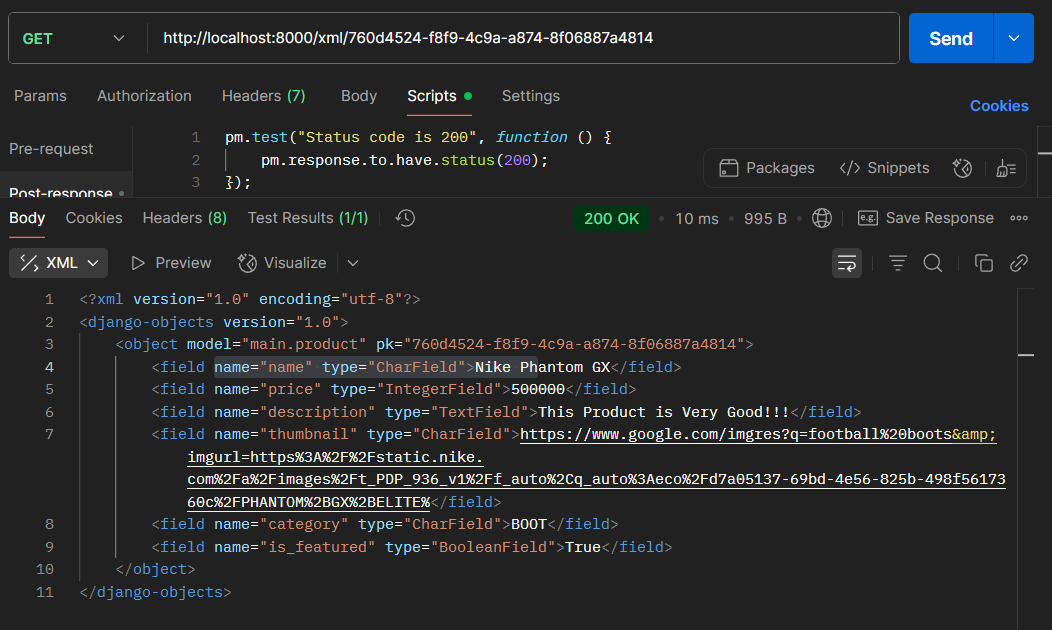 GET http://localhost:8000/xml/760d4524-f8f9-4c9a-a874-8f06887a4814 Send
Params Authorization Headers (7) Body Scripts Settings
Cookies
Pre-request
Post-response
1 pm.test("Status code is 200", function () {
2 pm.response.to.have.status(200);
3 });
Packages </> Snippets
Body Cookies Headers (8) Test Results (1/1) 200 OK 10 ms 995 B e.g. Save Response
XML Preview Visualize
1 <?xml version="1.0" encoding="utf-8"?>
2 <django-objects version="1.0">
3 <object model="main.product" pk="760d4524-f8f9-4c9a-a874-8f06887a4814">
4 <field name="name" type="CharField">Nike Phantom GX</field>
5 <field name="price" type="IntegerField">500000</field>
6 <field name="description" type="TextField">This Product is Very Good!!!</field>
7 <field name="thumbnail" type="CharField">https://www.google.com/imgres?q=football%20boots&amp;
imgurl=https%3A%2F%2Fstatic.nike.
com%2Fa%2Fimages%2Ft_PDP_936_v1%2Ff_auto%2Cq_auto%3Aeco%2Fd7a05137-69bd-4e56-825b-498f56173
60c%2FPHANTOM%2BGX%2BELITE%</field>
8 <field name="category" type="CharField">BOOT</field>
9 <field name="is_featured" type="BooleanField">True</field>
10 </object>
11 </django-objects>